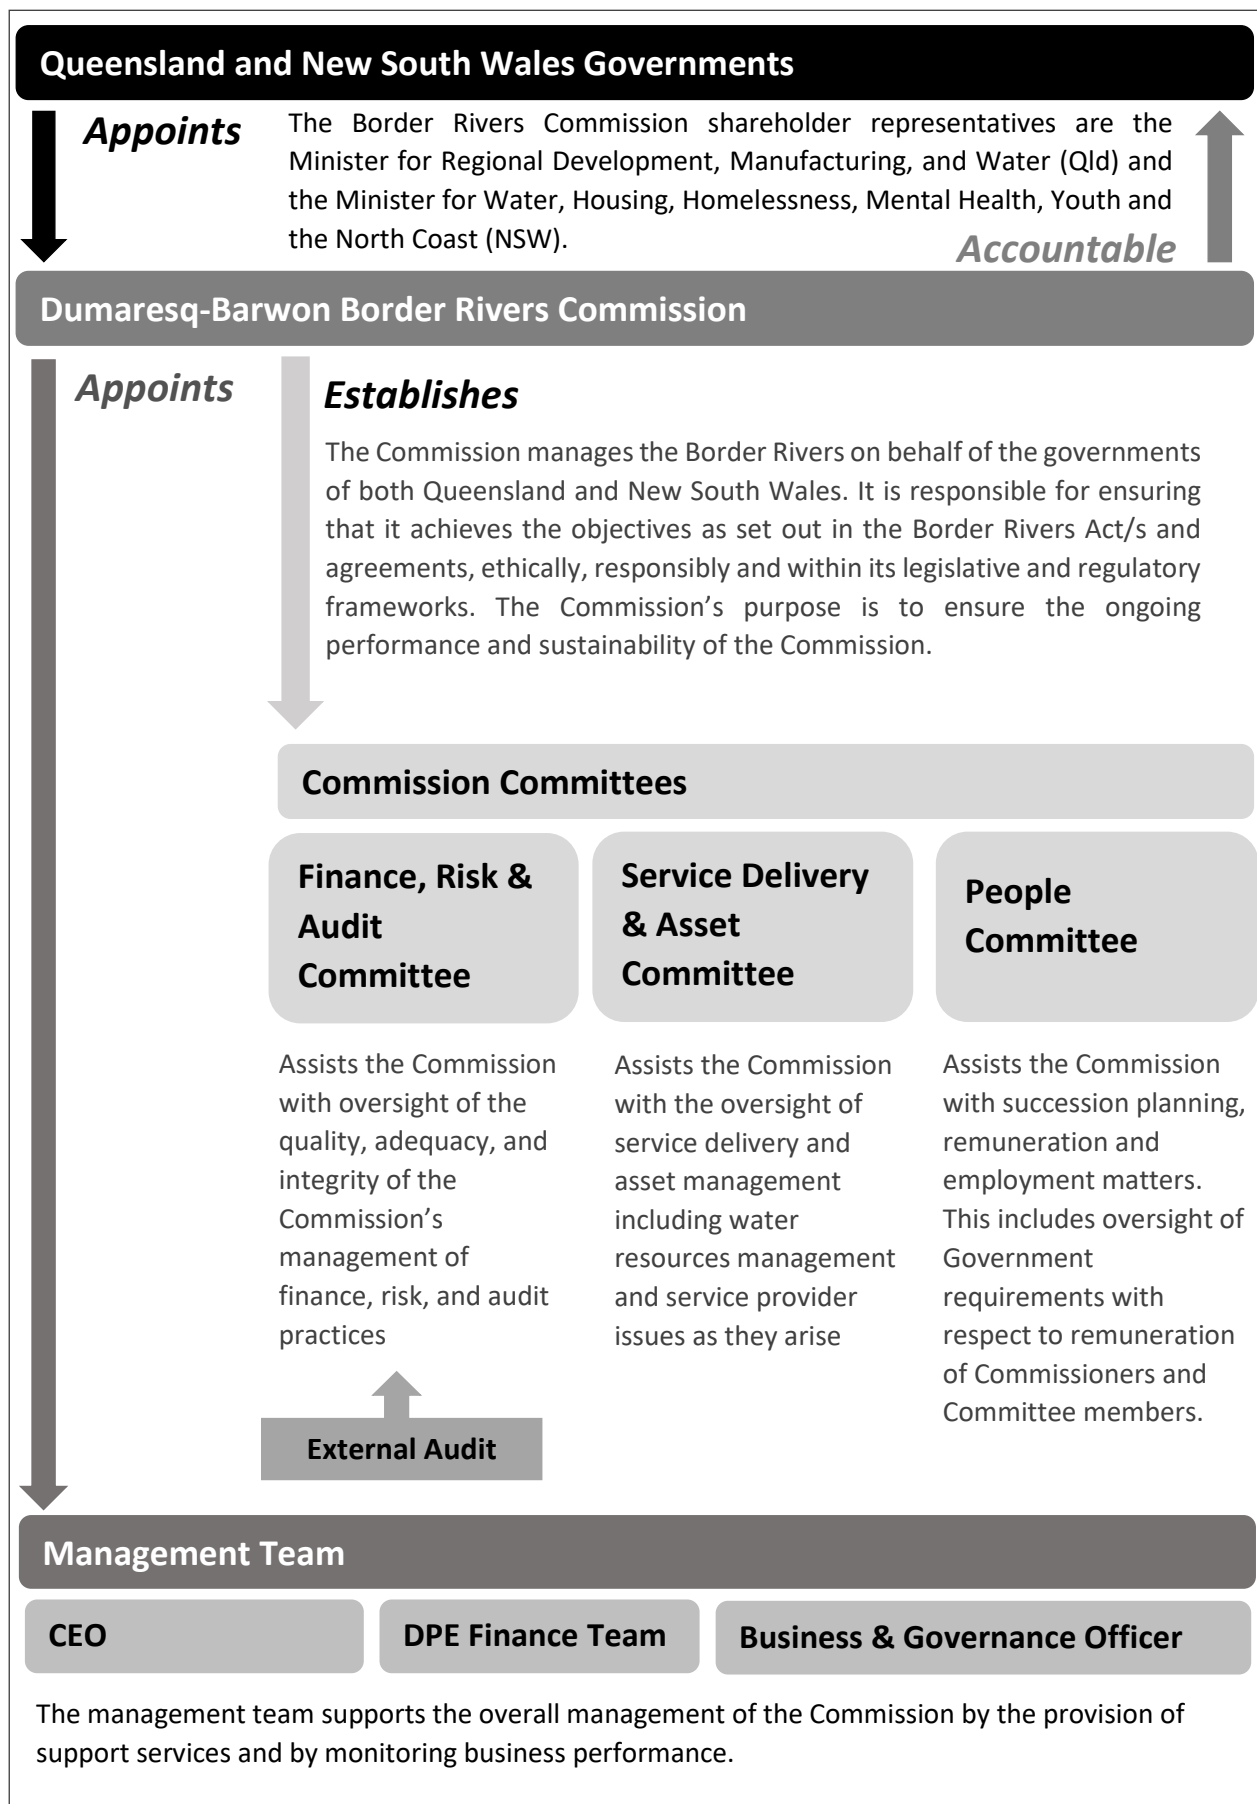 Queensland and New South Wales Governments
Appoints
The Border Rivers Commission shareholder representatives are the
Minister for Regional Development, Manufacturing, and Water (Qld) and
the Minister for Water, Housing, Homelessness, Mental Health, Youth and
the North Coast (NSW).
Accountable
Dumaresq-Barwon Border Rivers Commission
Appoints
Establishes
The Commission manages the Border Rivers on behalf of the governments
of both Queensland and New South Wales. It is responsible for ensuring
that it achieves the objectives as set out in the Border Rivers Act/s and
agreements, ethically, responsibly and within its legislative and regulatory
frameworks. The Commission’s purpose is to ensure the ongoing
performance and sustainability of the Commission.
Commission Committees
Finance, Risk &
Audit
Committee
Assists the Commission
with oversight of the
quality, adequacy, and
integrity of the
Commission’s
management of
finance, risk, and audit
practices
External Audit
Service Delivery
& Asset
Committee
Assists the Commission
with the oversight of
service delivery and
asset management
including water
resources management
and service provider
issues as they arise
People
Committee
Assists the Commission
with succession planning,
remuneration and
employment matters.
This includes oversight of
Government
requirements with
respect to remuneration
of Commissioners and
Committee members.
Management Team
CEO
DPE Finance Team
Business & Governance Officer
The management team supports the overall management of the Commission by the provision of
support services and by monitoring business performance.